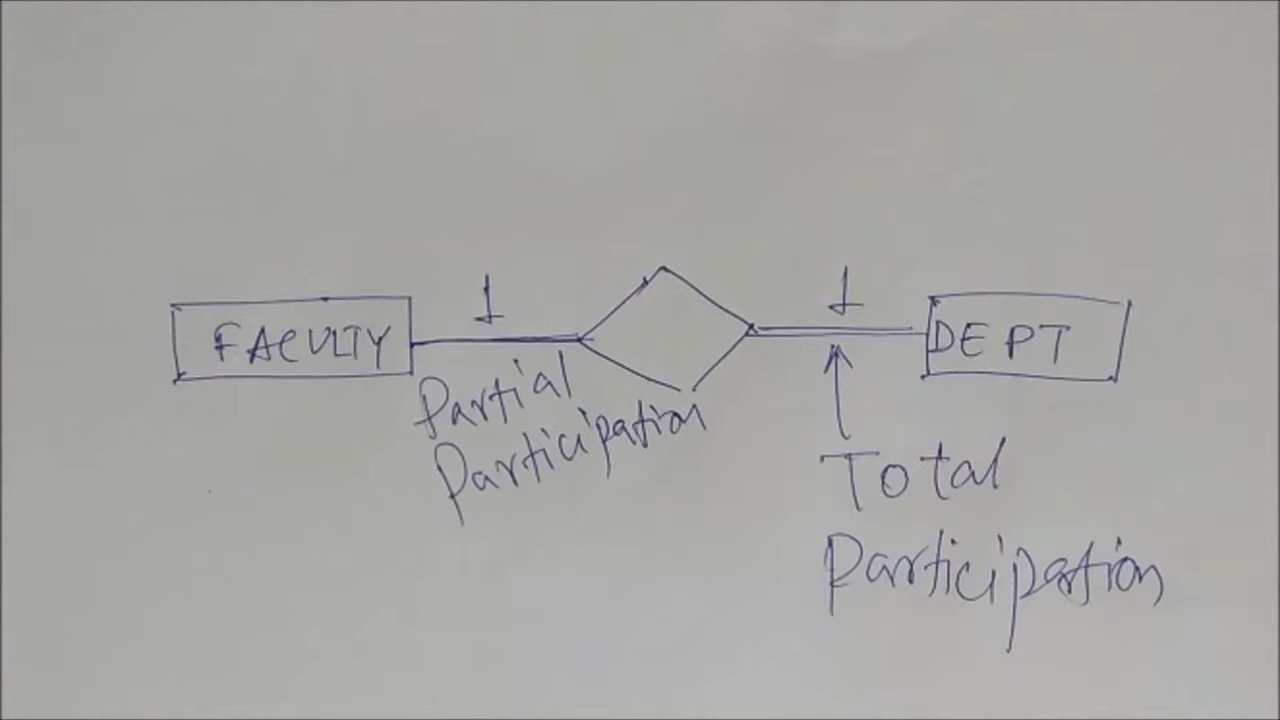 1
1
FACULTY
DEPT
Partial
Participation
Total
Participation